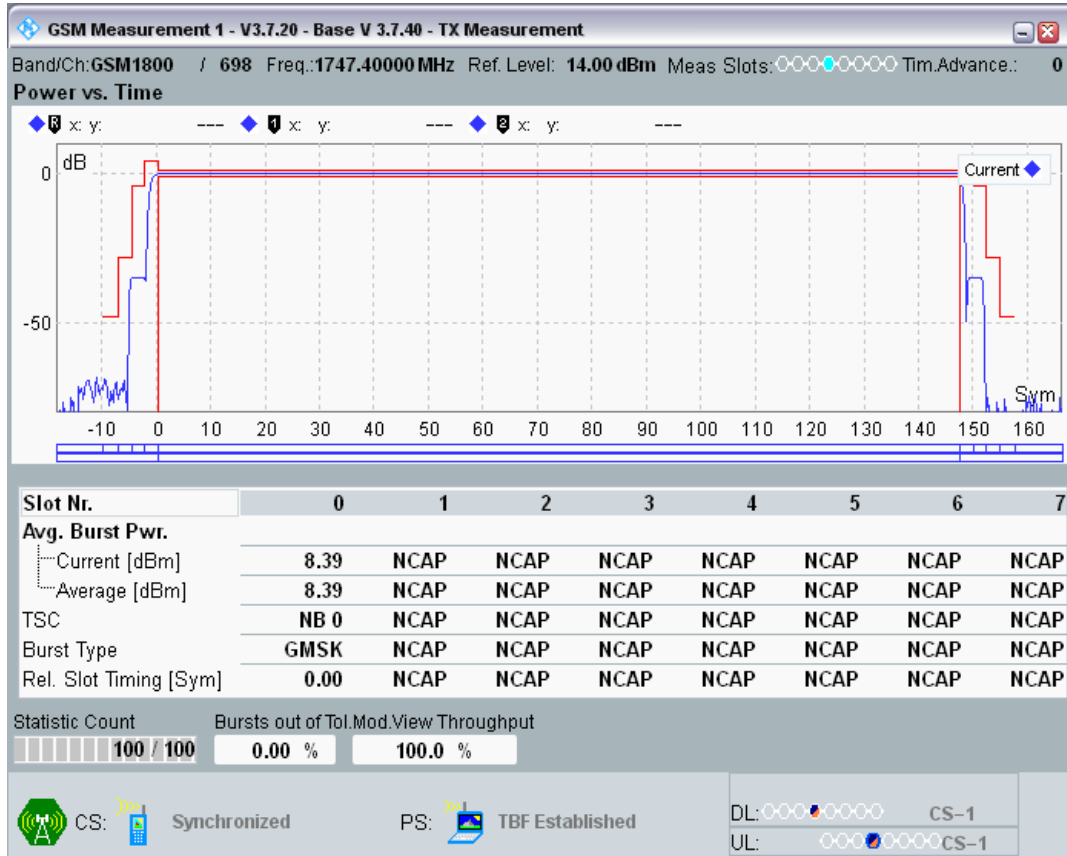 GSM Measurement 1 - V3.7.20 - Base V 3.7.40 - TX Measurement
Band/Ch:GSM1800 / 698 Freq.:1747.40000 MHz Ref. Level: 14.00 dBm Meas Slots: Tim.Advance.: 0
Power vs. Time
R x: y: --- 1 x: y: --- 2 x: y: ---
dB
0
Current
-50
Sym
-10 0 10 20 30 40 50 60 70 80 90 100 110 120 130 140 150 160
Slot Nr. 0 1 2 3 4 5 6 7
Avg. Burst Pwr.
Current [dBm] 8.39 NCAP NCAP NCAP NCAP NCAP NCAP NCAP
Average [dBm] 8.39 NCAP NCAP NCAP NCAP NCAP NCAP NCAP
TSC NB 0 NCAP NCAP NCAP NCAP NCAP NCAP NCAP
Burst Type GMSK NCAP NCAP NCAP NCAP NCAP NCAP NCAP
Rel. Slot Timing [Sym] 0.00 NCAP NCAP NCAP NCAP NCAP NCAP NCAP
Statistic Count Bursts out of Tol. Mod.View Throughput
100 / 100 0.00 % 100.0 %
CS: Synchronized PS: TBF Established DL: CS-1
UL: CS-1